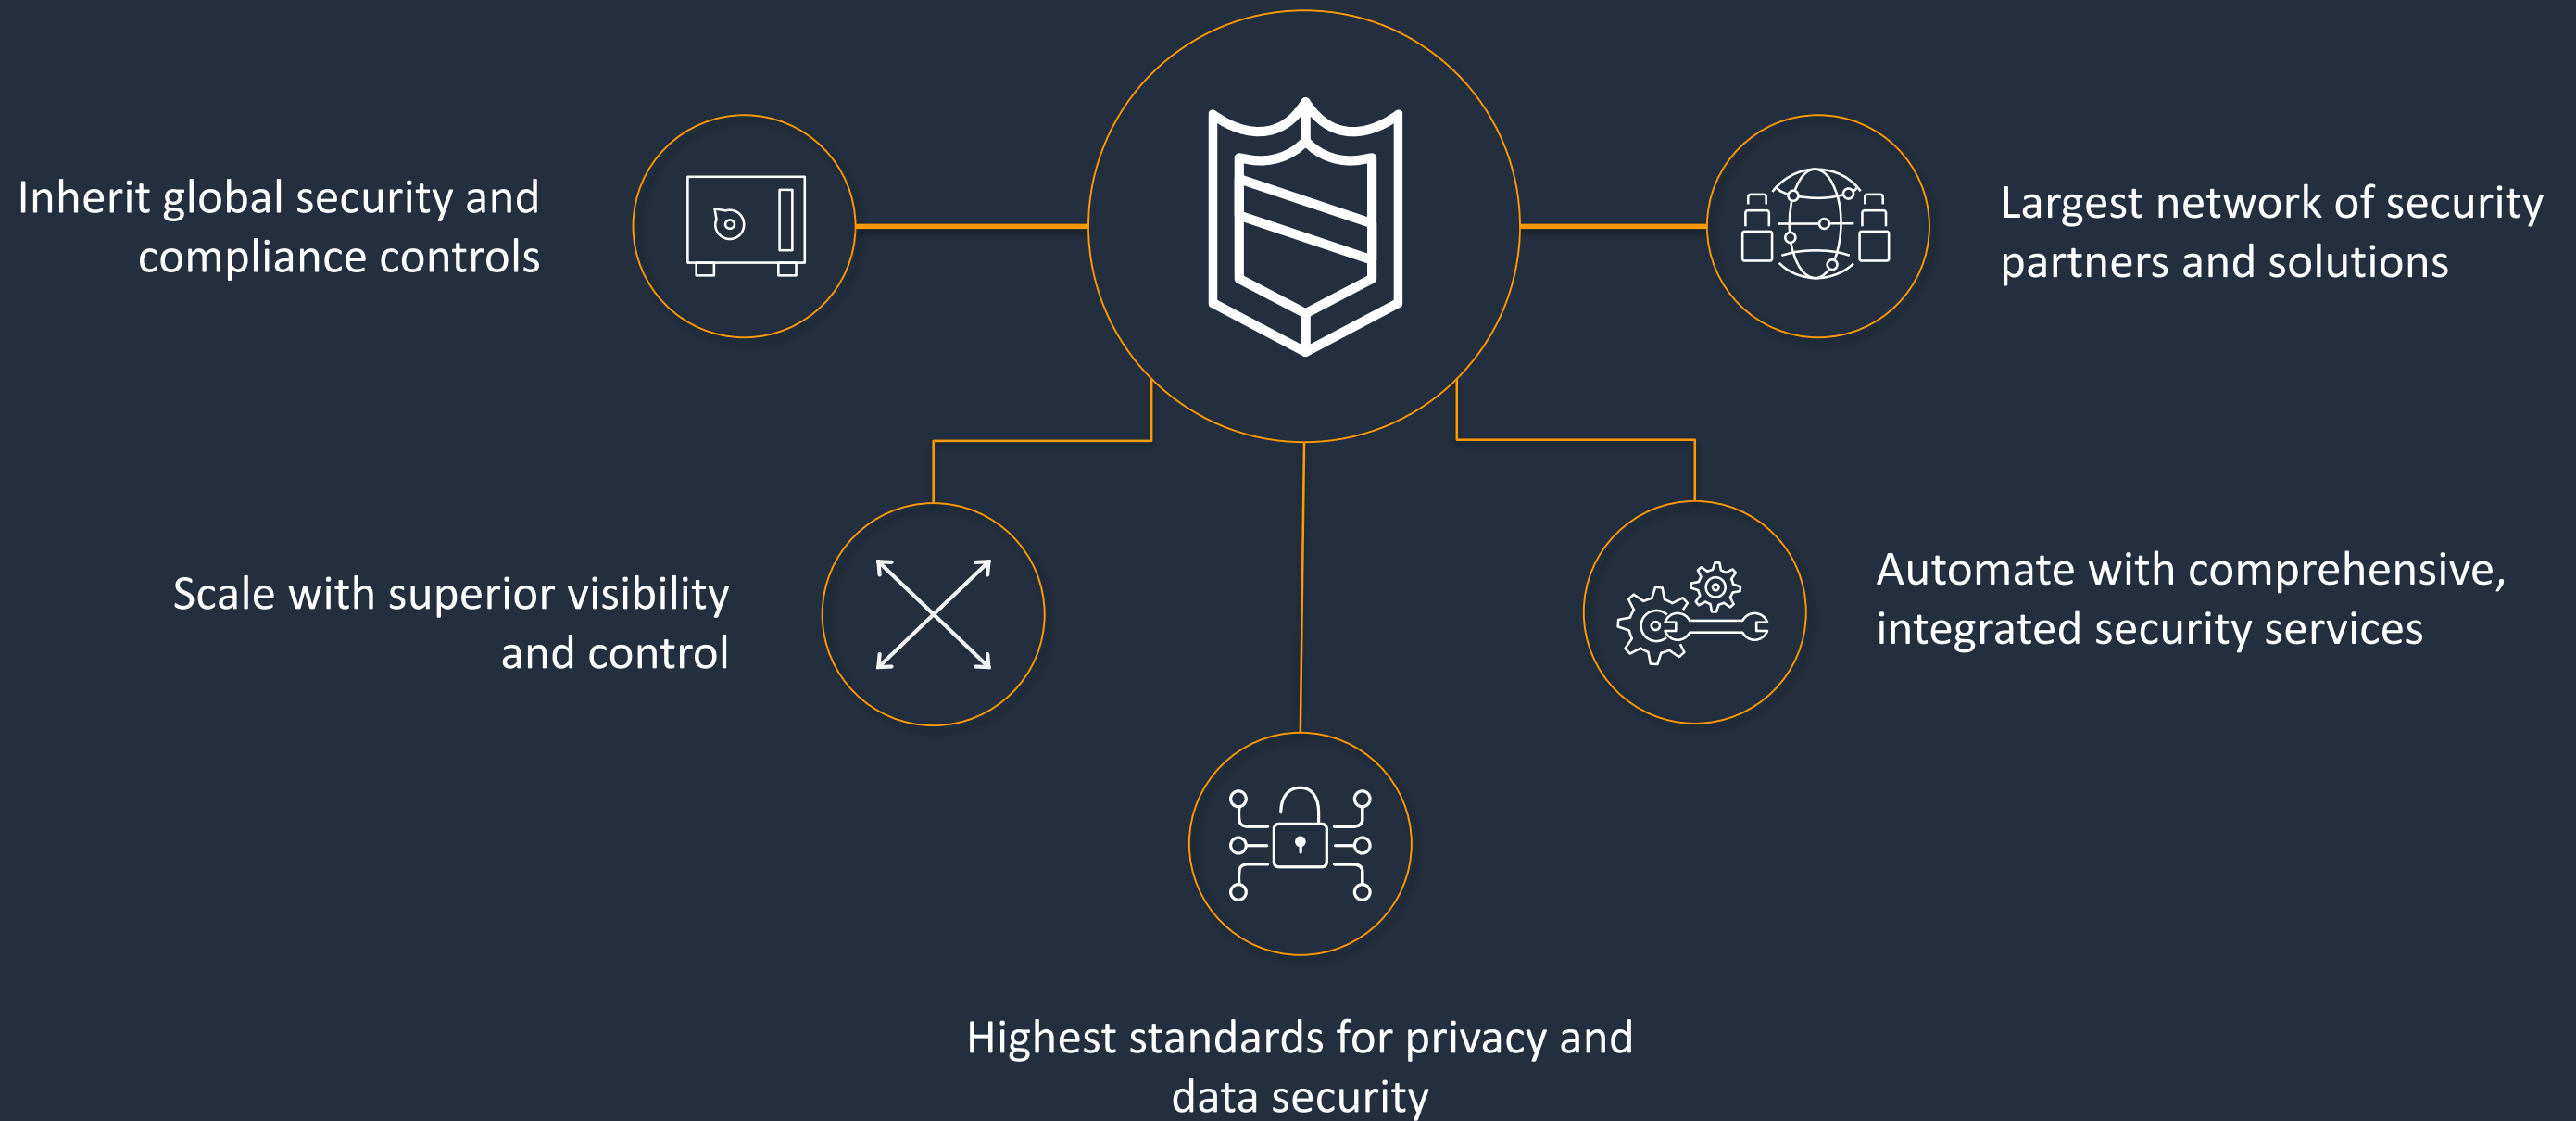 Inherit global security and
compliance controls
Largest network of security
partners and solutions
Scale with superior visibility
and control
Automate with comprehensive,
integrated security services
Highest standards for privacy and
data security